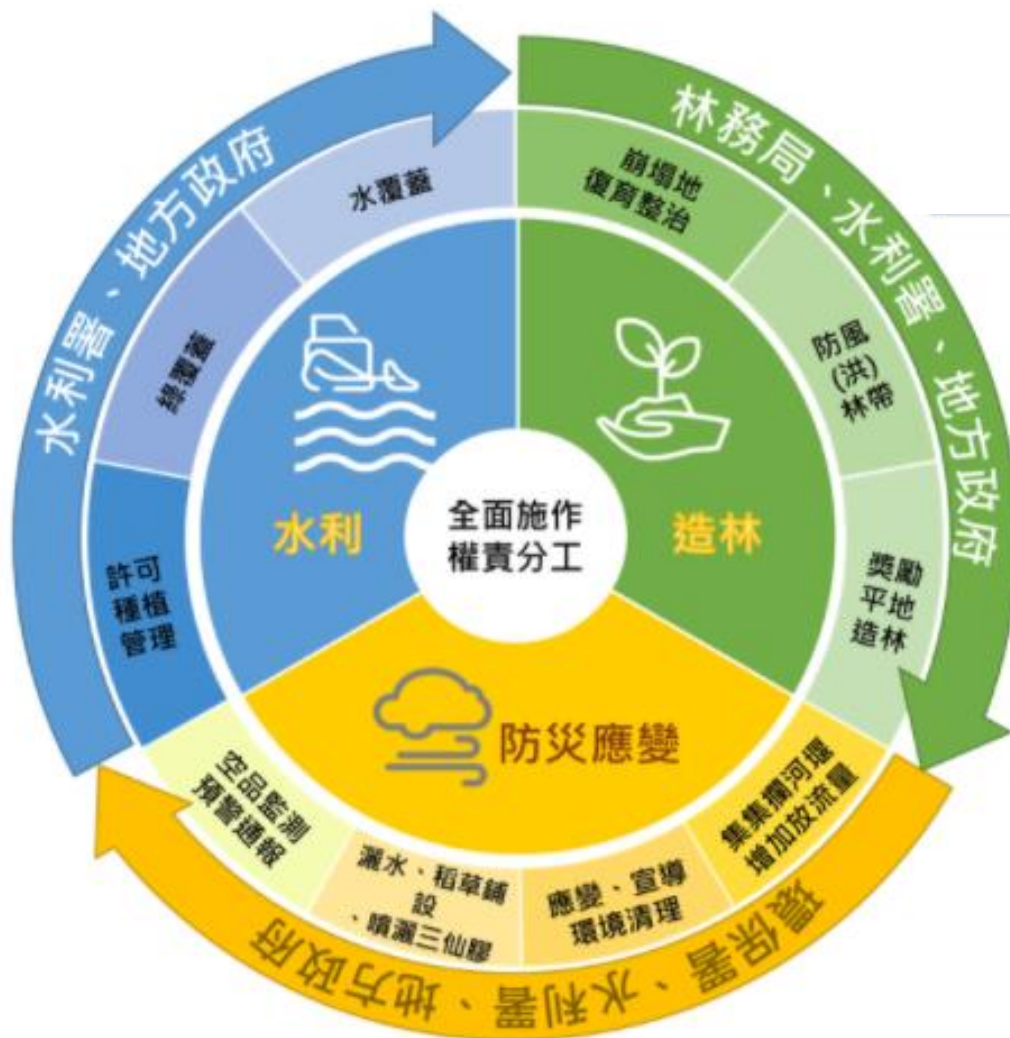 水利署、地方政府
林務局、水利署、地方政府
水覆蓋
綠覆蓋
許可
種植
管理
崩塌地
復育整治
防風
(洪)
林帶
獎勵
平地
造林
水利
全面施作
權責分工
造林
防災應變
空品監測
預警通報
灑水、稻草鋪
設
、噴灑三仙膠
應變、宣導
環境清理
集集攔河堰
增加放流量
環保署、水利署、地方政府